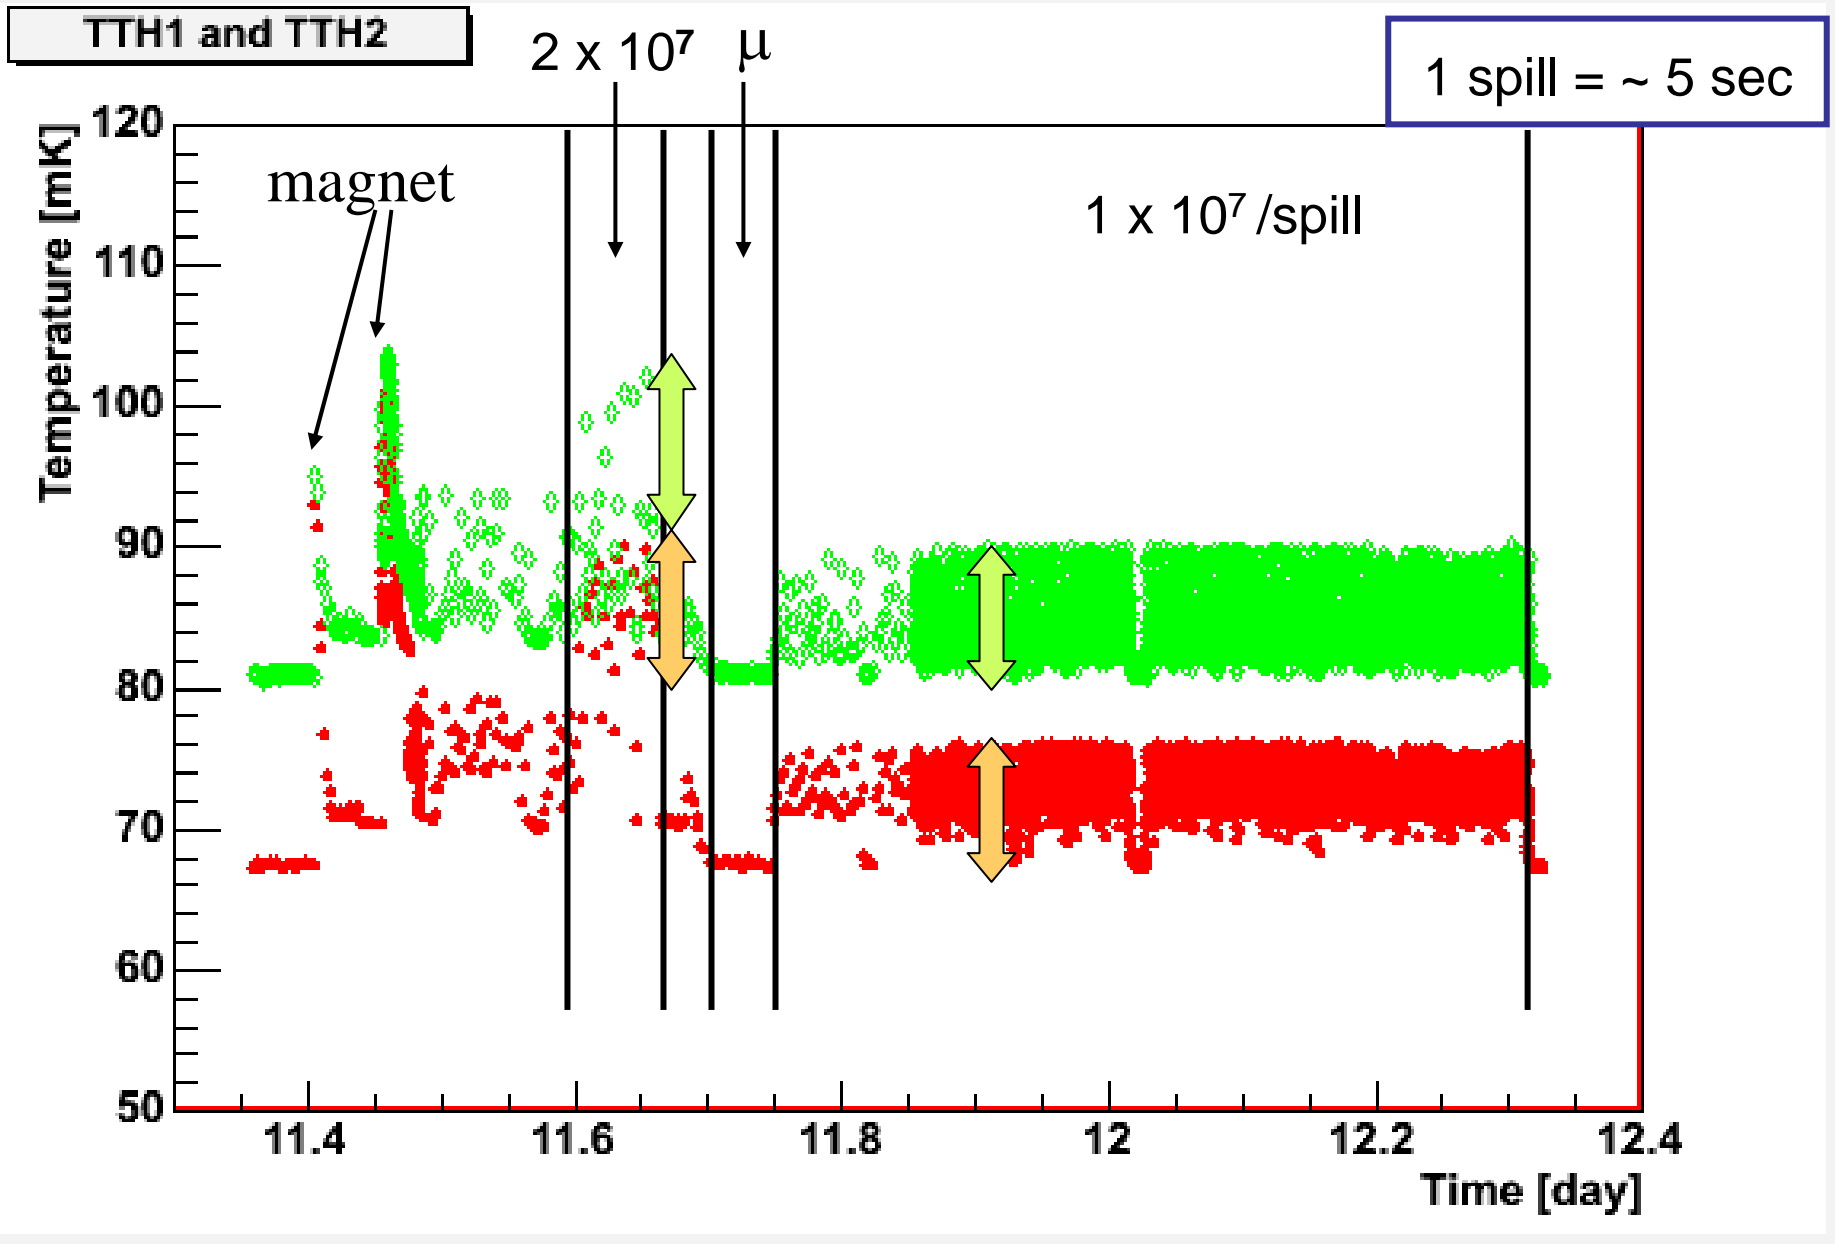 TTH1 and TTH2
2 x 10⁷
μ
1 spill = ~ 5 sec
magnet
1 x 10⁷ /spill
Temperature [mK]
120
110
100
90
80
70
60
50
11.4 11.6 11.8 12 12.2 12.4
Time [day]